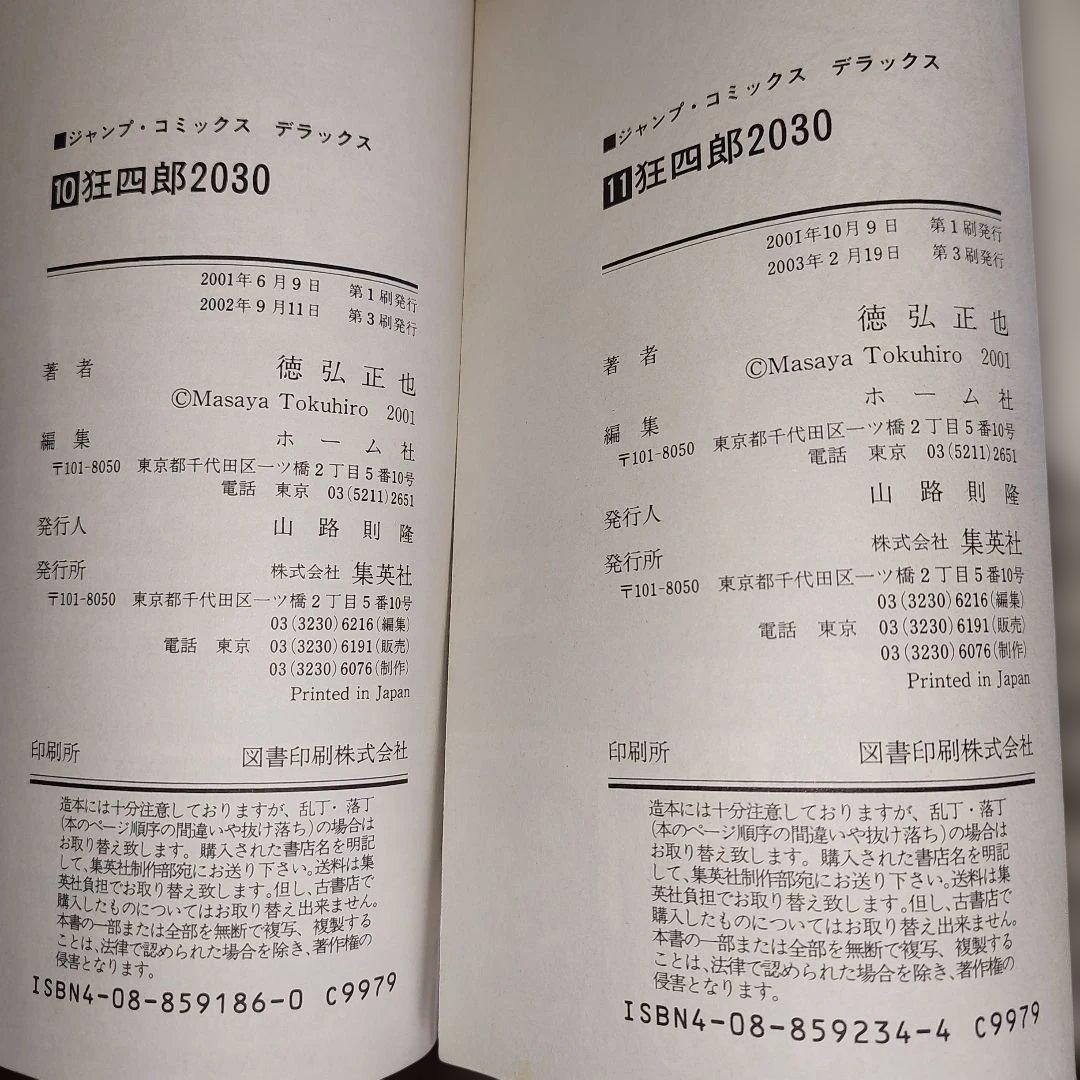 ■ジャンプ・コミックス デラックス
10狂四郎2030
2001年6月9日 第1刷発行
2002年9月11日 第3刷発行
著者 徳弘正也
©Masaya Tokuhiro 2001
編集 ホーム社
〒101-8050 東京都千代田区一ツ橋2丁目5番10号
電話 東京 03(5211)2651
発行人 山路則隆
発行所 株式会社 集英社
〒101-8050 東京都千代田区一ツ橋2丁目5番10号
03(3230)6216(編集)
電話 東京 03(3230)6191(販売)
03(3230)6076(制作)
Printed in Japan
印刷所 図書印刷株式会社
造本には十分注意しておりますが、乱丁・落丁
(本のページ順序の間違いや抜け落ち)の場合は
お取り替え致します。購入された書店名を明記
して、集英社制作部宛にお送り下さい。送料は集
英社負担でお取り替え致します。但し、古書店で
購入したものについてはお取り替え出来ません。
本書の一部または全部を無断で複写、複製する
ことは、法律で認められた場合を除き、著作権の
侵害となります。
ISBN4-08-859186-0 C9979
■ジャンプ・コミックス デラックス
11狂四郎2030
2001年10月9日 第1刷発行
2003年2月19日 第3刷発行
著者 徳弘正也
©Masaya Tokuhiro 2001
編集 ホーム社
〒101-8050 東京都千代田区一ツ橋2丁目5番10号
電話 東京 03(5211)2651
発行人 山路則隆
発行所 株式会社 集英社
〒101-8050 東京都千代田区一ツ橋2丁目5番10号
03(3230)6216(編集)
電話 東京 03(3230)6191(販売)
03(3230)6076(制作)
Printed in Japan
印刷所 図書印刷株式会社
造本には十分注意しておりますが、乱丁・落丁
(本のページ順序の間違いや抜け落ち)の場合は
お取り替え致します。購入された書店名を明記
して、集英社制作部宛にお送り下さい。送料は集
英社負担でお取り替え致します。但し、古書店で
購入したものについてはお取り替え出来ません。
本書の一部または全部を無断で複写、複製する
ことは、法律で認められた場合を除き、著作権の
侵害となります。
ISBN4-08-859234-4 C9979